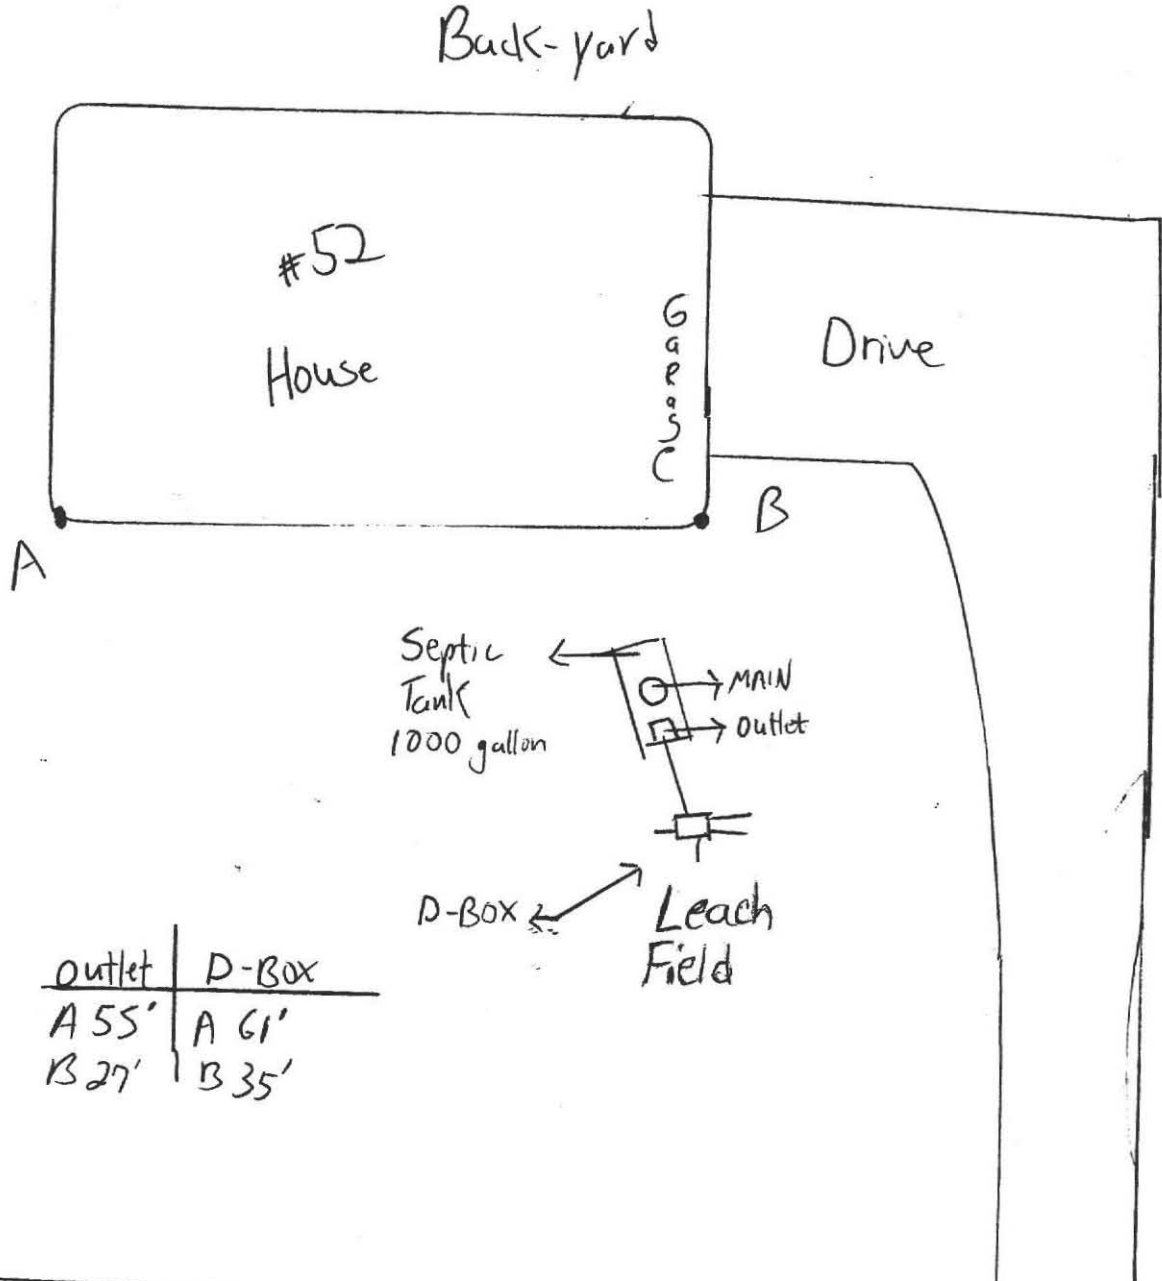 Back-yard
#52
House
Garage
Drive
A
B
Septic
Tank
1000 gallon
MAIN
Outlet
D-BOX
Leach
Field
Outlet D-BOX
A 55' A 61'
B 27' B 35'